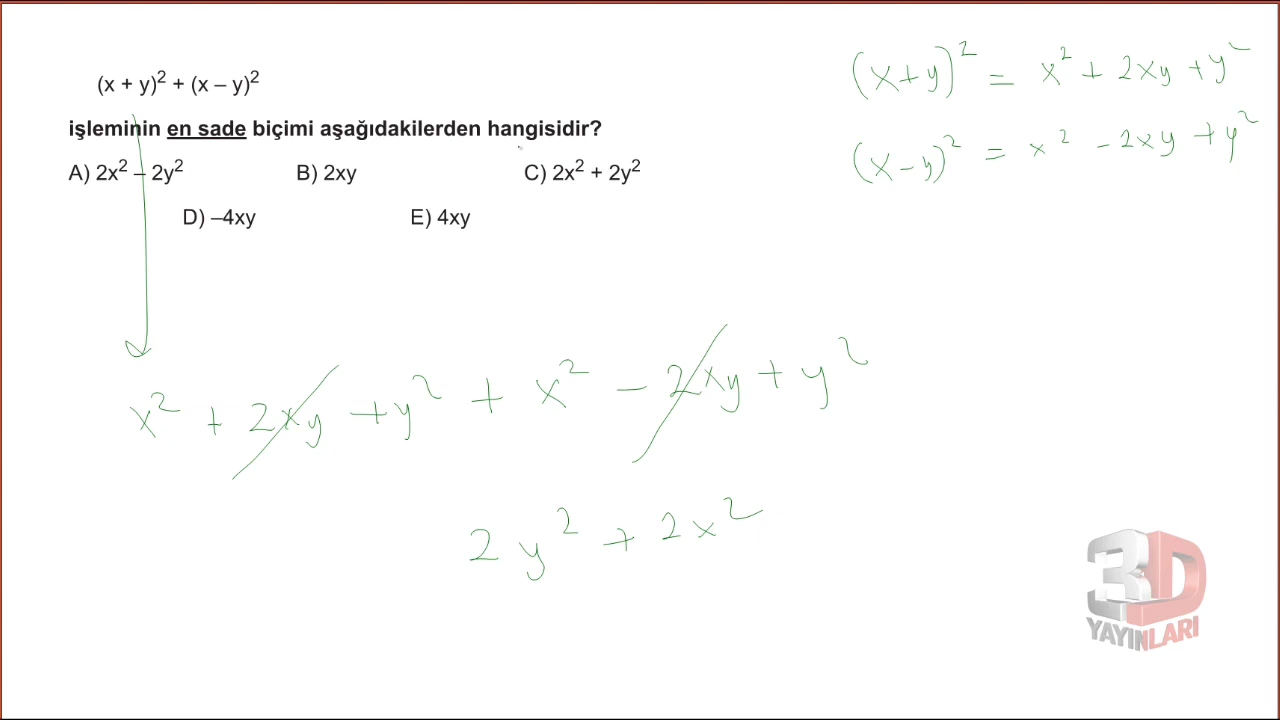 (x + y)² + (x – y)²
işleminin en sade biçimi aşağıdakilerden hangisidir?
A) 2x² – 2y² B) 2xy C) 2x² + 2y²
D) –4xy E) 4xy
(x+y)² = x² + 2xy + y²
(x-y)² = x² - 2xy + y²
x² + 2xy + y² + x² - 2xy + y²
2y² + 2x²
3D
YAYINLARI